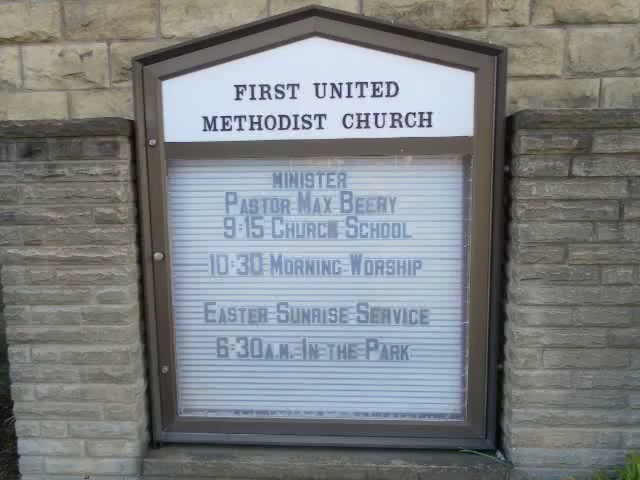 FIRST UNITED
METHODIST CHURCH
MINISTER
PASTOR MAX BEERY
9:15 CHURCH SCHOOL
10:30 MORNING WORSHIP
EASTER SUNRISE SERVICE
6:30A.M. IN THE PARK